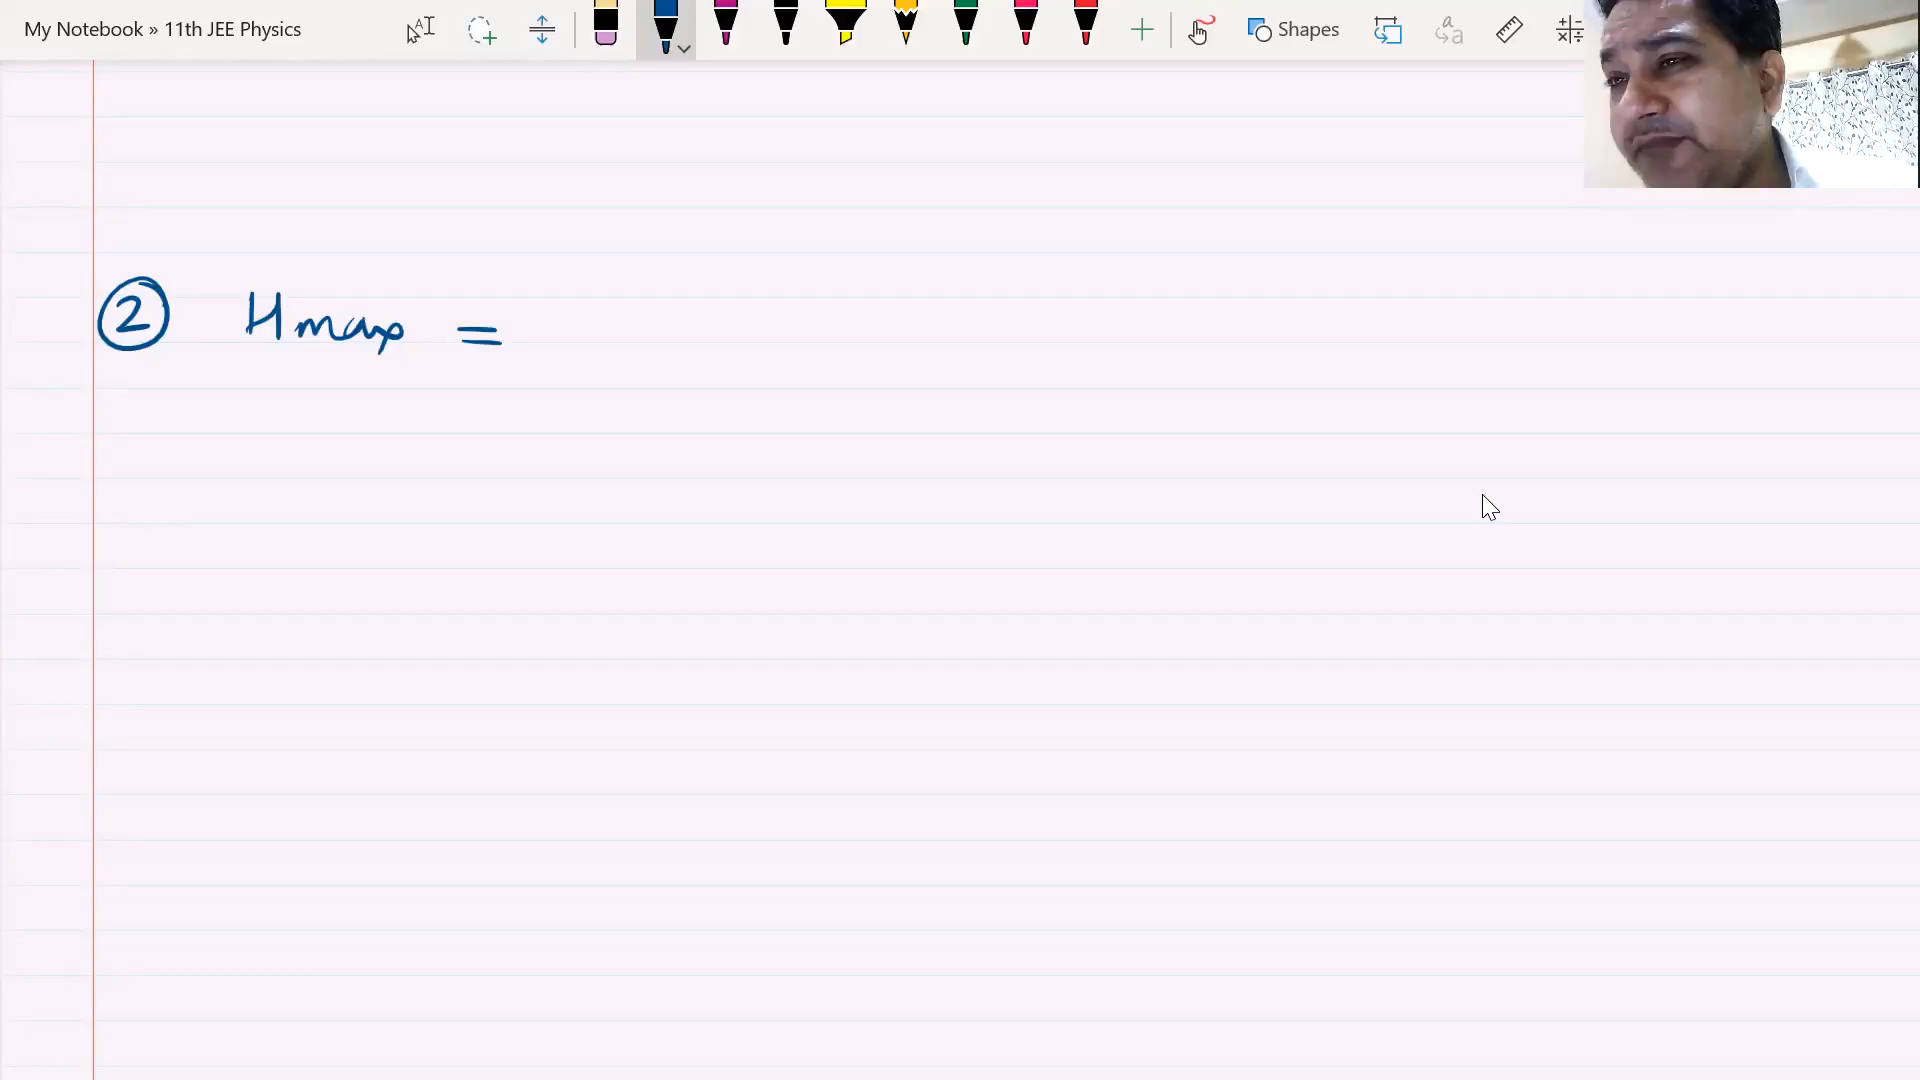 My Notebook » 11th JEE Physics
Shapes
② Hmax =